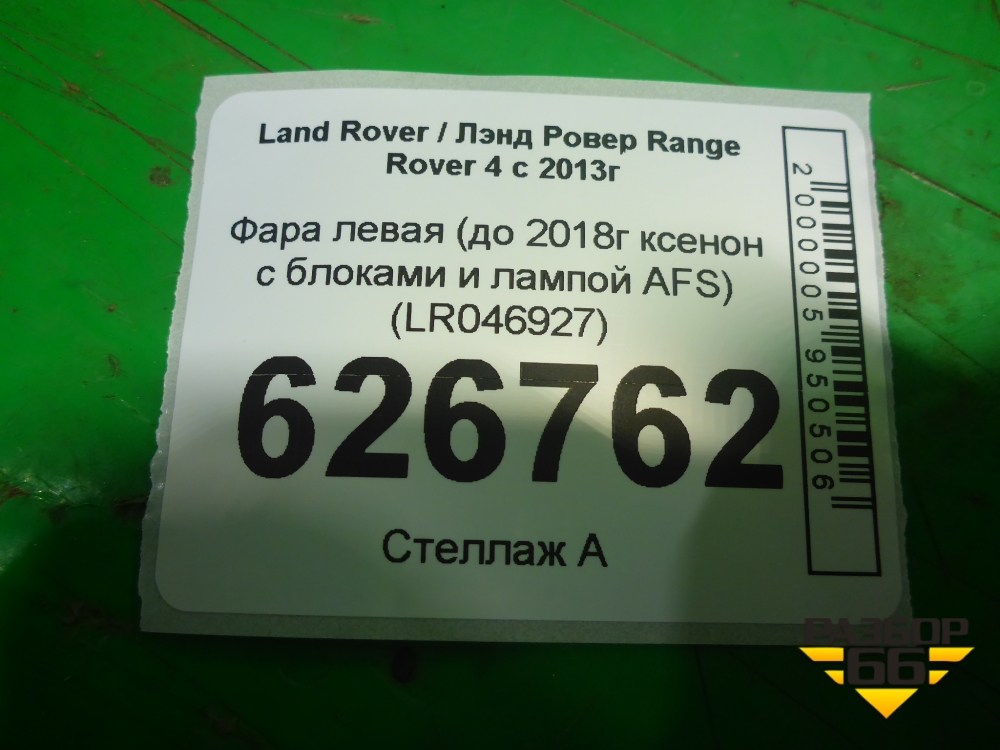 Land Rover / Лэнд Ровер Range
Rover 4 с 2013г
Фара левая (до 2018г ксенон
с блоками и лампой AFS)
(LR046927)
626762
Стеллаж А
2000005950506
РАЗБОР
66